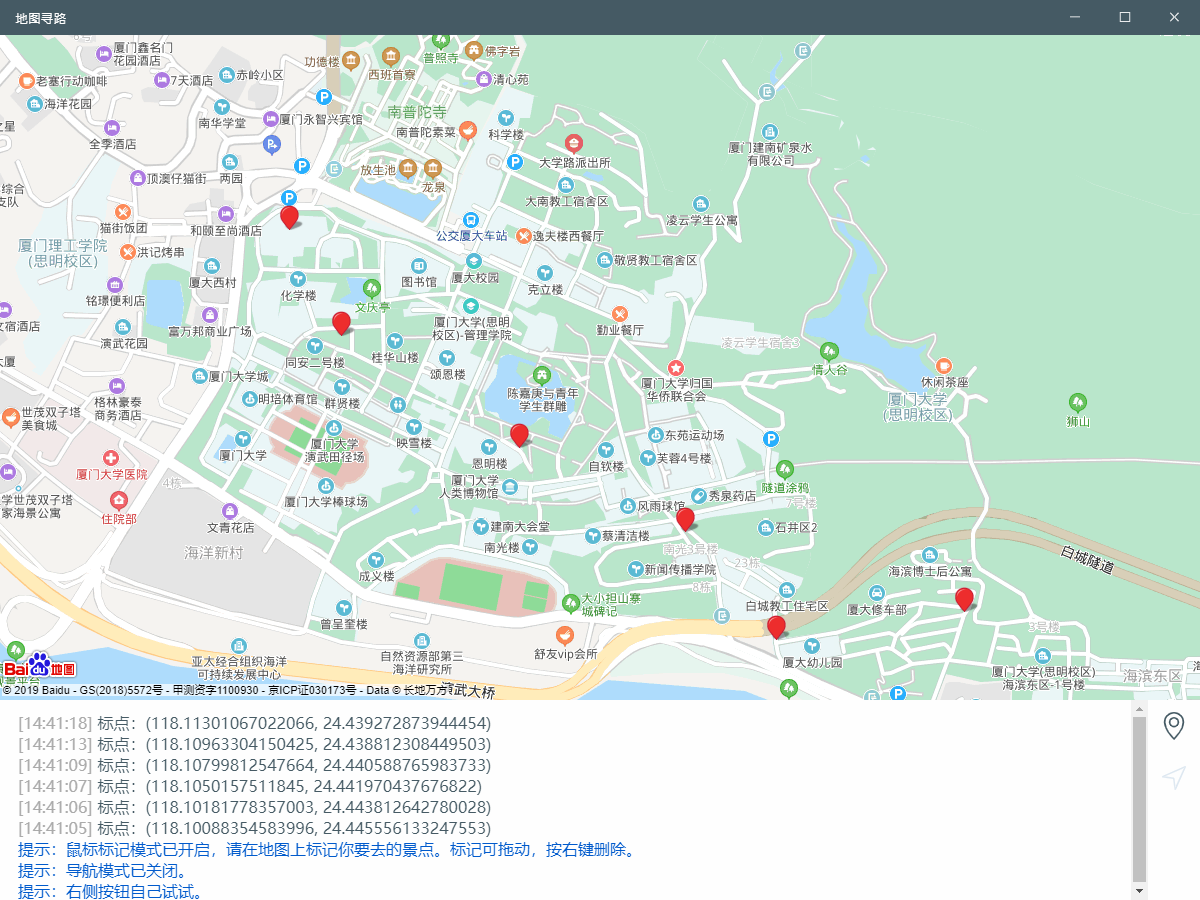 地图寻路
厦门鑫名门
花园酒店
功德楼
西班首寮
普照寺
佛字岩
老塞行动咖啡
7天酒店
赤岭小区
清心苑
海洋花园
南普陀寺
南华学堂
厦门永智兴宾馆
南普陀素菜
科学楼
之星
全季酒店
厦门建南矿泉水
有限公司
大学路派出所
顶澳仔猫街
两园
放生池
龙泉
综合
支队
大南教工宿舍区
凌云学生公寓
猫街饭团
和颐至尚酒店
公交厦大车站
逸夫楼西餐厅
厦门理工学院
(思明校区)
洪记烤串
厦大西村
图书馆
厦大校园
克立楼
敬贤教工宿舍区
铭璟便利店
化学楼
文庆亭
文宿酒店
富万邦商业广场
厦门大学(思明
校区)-管理学院
勤业餐厅
演武花园
凌云学生宿舍3
大厦
同安二号楼
桂华山楼
颂恩楼
情人谷
休闲茶座
厦门大学城
厦门大学归国
华侨联合会
厦门大学
(思明校区)
格林豪泰
商务酒店
明培体育馆
群贤楼
陈嘉庚与青年
学生群雕
世茂双子塔
美食城
狮山
厦门大学
演武田径场
映雪楼
东苑运动场
厦门大学
恩明楼
自钦楼
芙蓉4号楼
厦门大学医院
4栋
厦门大学
人类博物馆
隧道涂鸦
学世茂双子塔
家海景公寓
厦门大学棒球场
秀泉药店
7号楼
住院部
风雨球馆
文青花店
建南大会堂
石井区2
海洋新村
南光楼
蔡清洁楼
南光3号楼
白城隧道
23栋
成义楼
新闻传播学院
海滨博士后公寓
8栋
大小担山寨
城碑记
白城教工住宅区
厦大修车部
曾呈奎楼
3号楼
亚太经合组织海洋
可持续发展中心
自然资源部第三
海洋研究所
舒友vip会所
厦大幼儿园
厦门大学(思明校区)
海滨东区-1号楼
海滨东区
Bai du 地图
© 2019 Baidu - GS(2018)5572号 - 甲测资字1100930 - 京ICP证030173号 - Data © 长地万方
演武大桥
[14:41:18] 标点：(118.11301067022066, 24.439272873944454)
[14:41:13] 标点：(118.10963304150425, 24.438812308449503)
[14:41:09] 标点：(118.10799812547664, 24.440588765983733)
[14:41:07] 标点：(118.1050157511845, 24.441970437676822)
[14:41:06] 标点：(118.10181778357003, 24.443812642780028)
[14:41:05] 标点：(118.10088354583996, 24.445556133247553)
提示：鼠标标记模式已开启，请在地图上标记你要去的景点。标记可拖动，按右键删除。
提示：导航模式已关闭。
提示：右侧按钮自己试试。